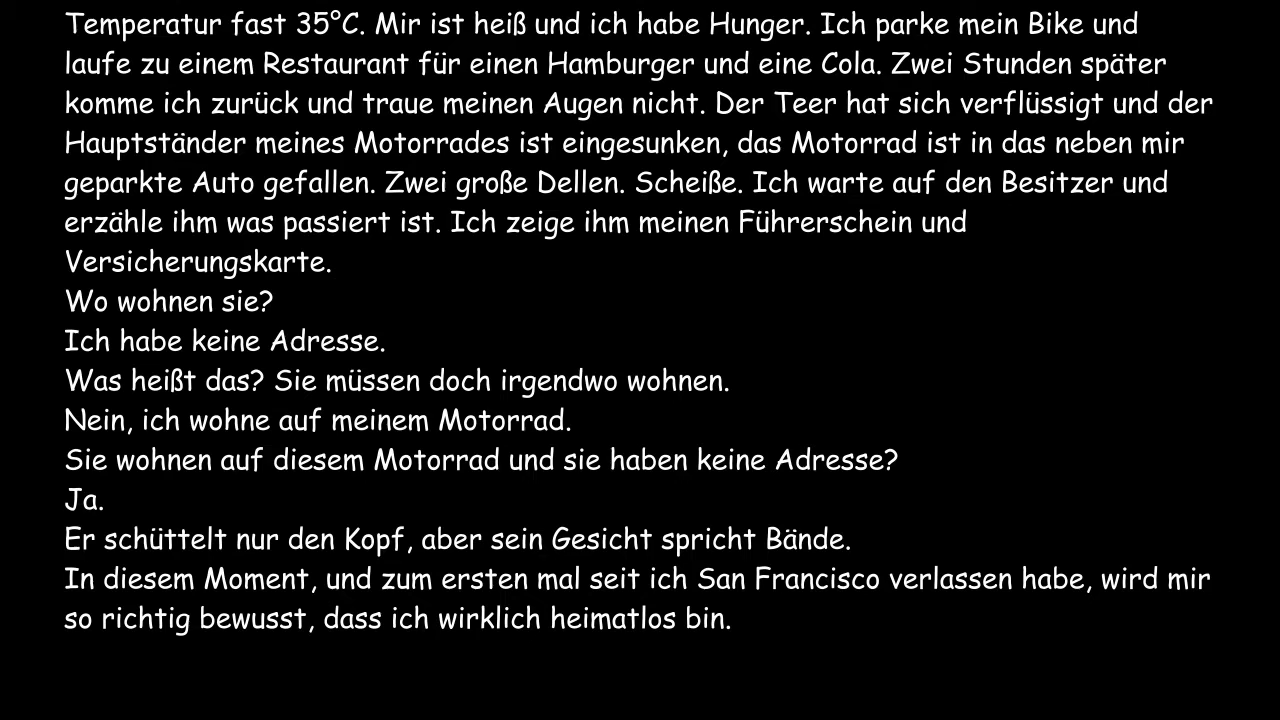 Temperatur fast 35°C. Mir ist heiß und ich habe Hunger. Ich parke mein Bike und
laufe zu einem Restaurant für einen Hamburger und eine Cola. Zwei Stunden später
komme ich zurück und traue meinen Augen nicht. Der Teer hat sich verflüssigt und der
Hauptständer meines Motorrades ist eingesunken, das Motorrad ist in das neben mir
geparkte Auto gefallen. Zwei große Dellen. Scheiße. Ich warte auf den Besitzer und
erzähle ihm was passiert ist. Ich zeige ihm meinen Führerschein und
Versicherungskarte.
Wo wohnen sie?
Ich habe keine Adresse.
Was heißt das? Sie müssen doch irgendwo wohnen.
Nein, ich wohne auf meinem Motorrad.
Sie wohnen auf diesem Motorrad und sie haben keine Adresse?
Ja.
Er schüttelt nur den Kopf, aber sein Gesicht spricht Bände.
In diesem Moment, und zum ersten mal seit ich San Francisco verlassen habe, wird mir
so richtig bewusst, dass ich wirklich heimatlos bin.